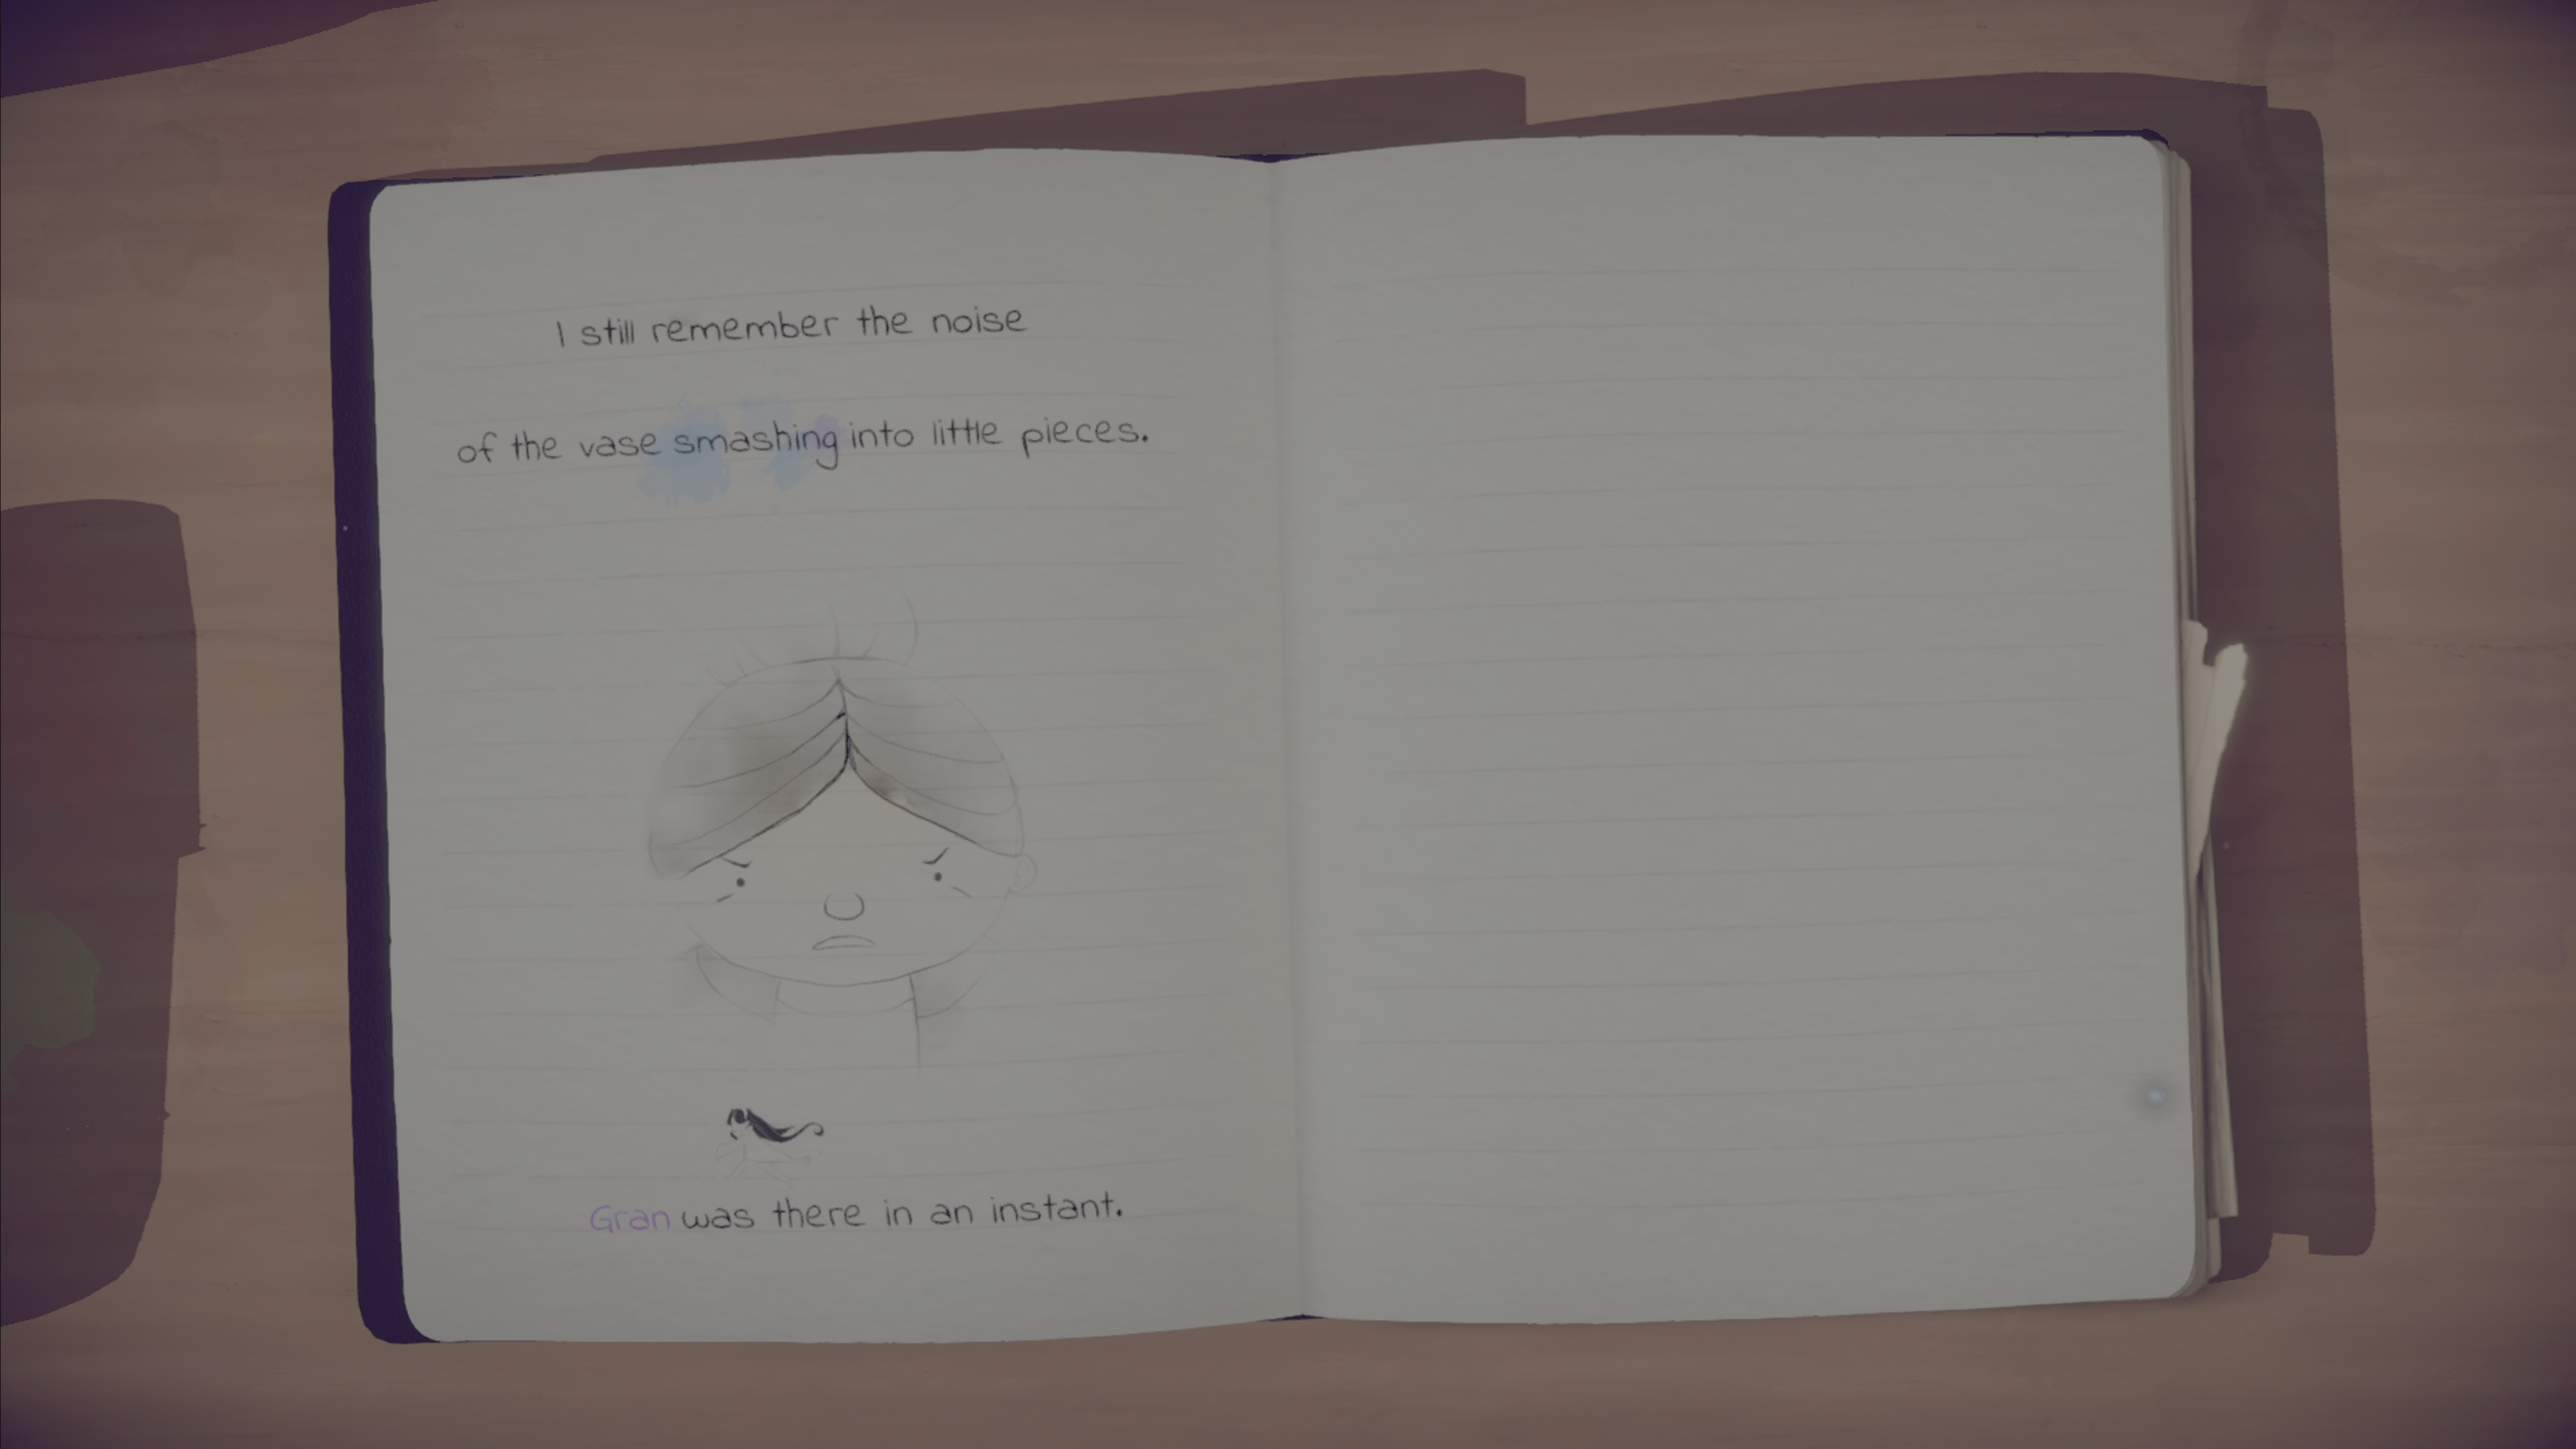 I still remember the noise
of the vase smashing into little pieces.
Gran was there in an instant.